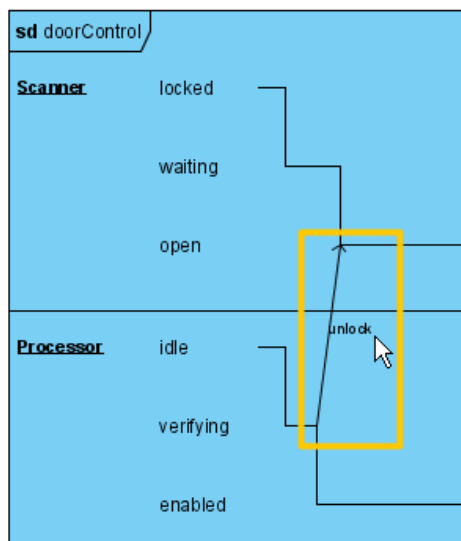 sd doorControl
Scanner locked
waiting
open
unlock
Processor idle
verifying
enabled